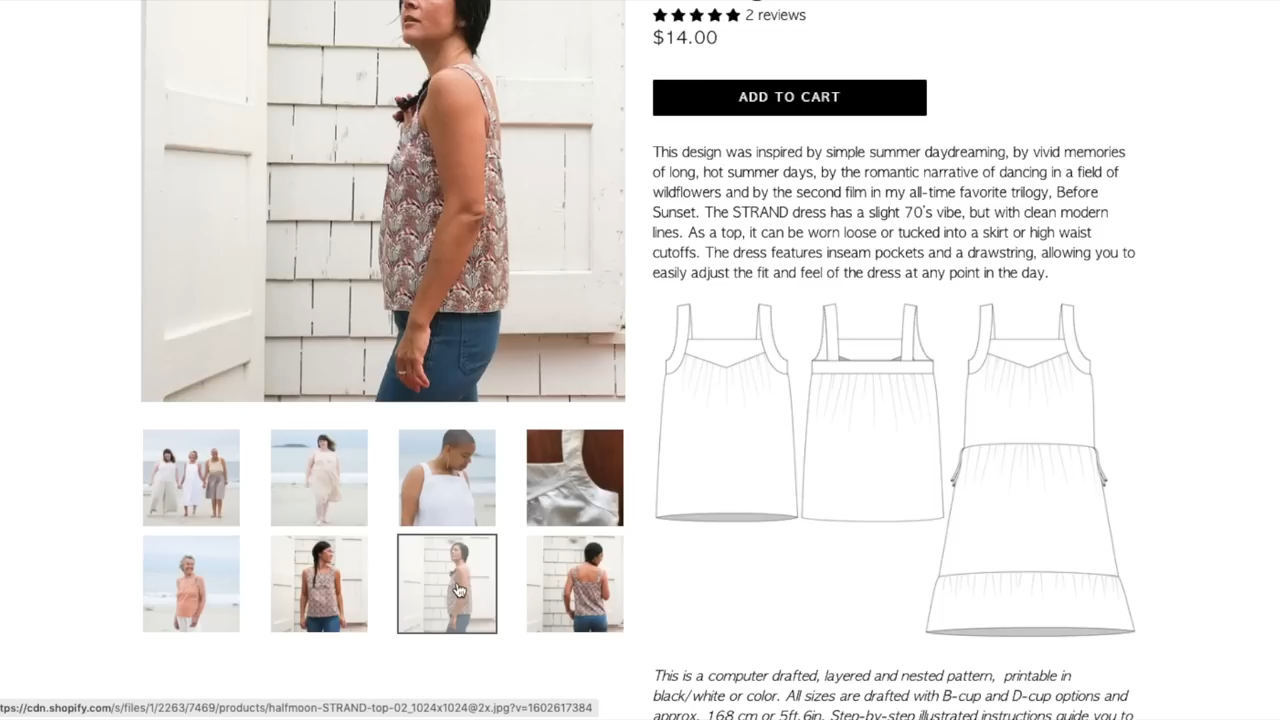 2 reviews
$14.00
ADD TO CART
This design was inspired by simple summer daydreaming, by vivid memories
of long, hot summer days, by the romantic narrative of dancing in a field of
wildflowers and by the second film in my all-time favorite trilogy, Before
Sunset. The STRAND dress has a slight 70's vibe, but with clean modern
lines. As a top, it can be worn loose or tucked into a skirt or high waist
cutoffs. The dress features inseam pockets and a drawstring, allowing you to
easily adjust the fit and feel of the dress at any point in the day.
This is a computer drafted, layered and nested pattern, printable in
black/white or color. All sizes are drafted with B-cup and D-cup options and
approx. 168 cm or 5ft.6in. Step-by-step illustrated instructions guide you to
ttps://cdn.shopify.com/s/files/1/2263/7469/products/halfmoon-STRAND-top-02_1024x1024@2x.jpg?v=1602617384